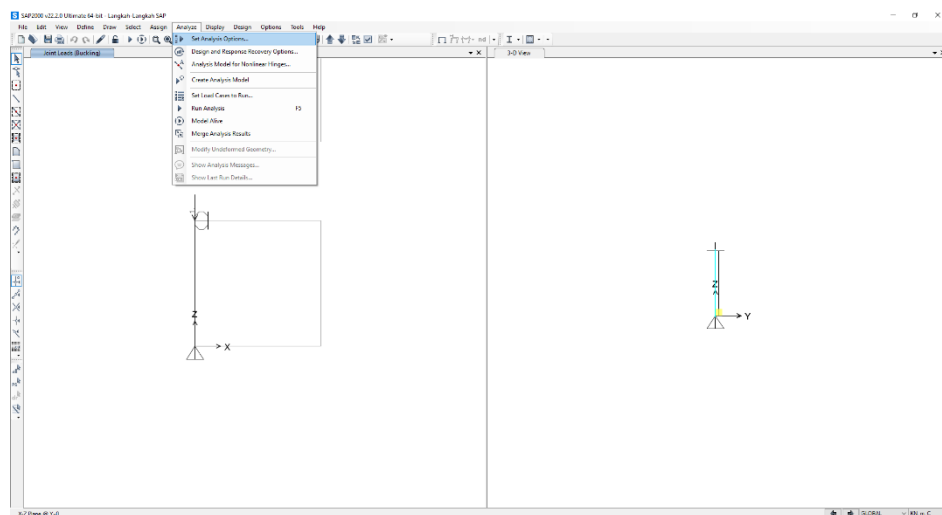 SAP2000 v22.2.0 Ultimate 64-bit - Langkah-Langkah SAP
File Edit View Define Draw Select Assign Analyze Display Design Options Tools Help
nd
Joint Loads (Buckling)
3-D View
Set Analysis Options...
Design and Response Recovery Options...
Analysis Model for Nonlinear Hinges...
Create Analysis Model
Set Load Cases to Run...
Run Analysis F5
Model Alive
Merge Analysis Results
Modify Undeformed Geometry...
Show Analysis Messages...
Show Last Run Details...
Z
X
Z
Y
X-Z Plane @ Y=0
GLOBAL
KN, m, C